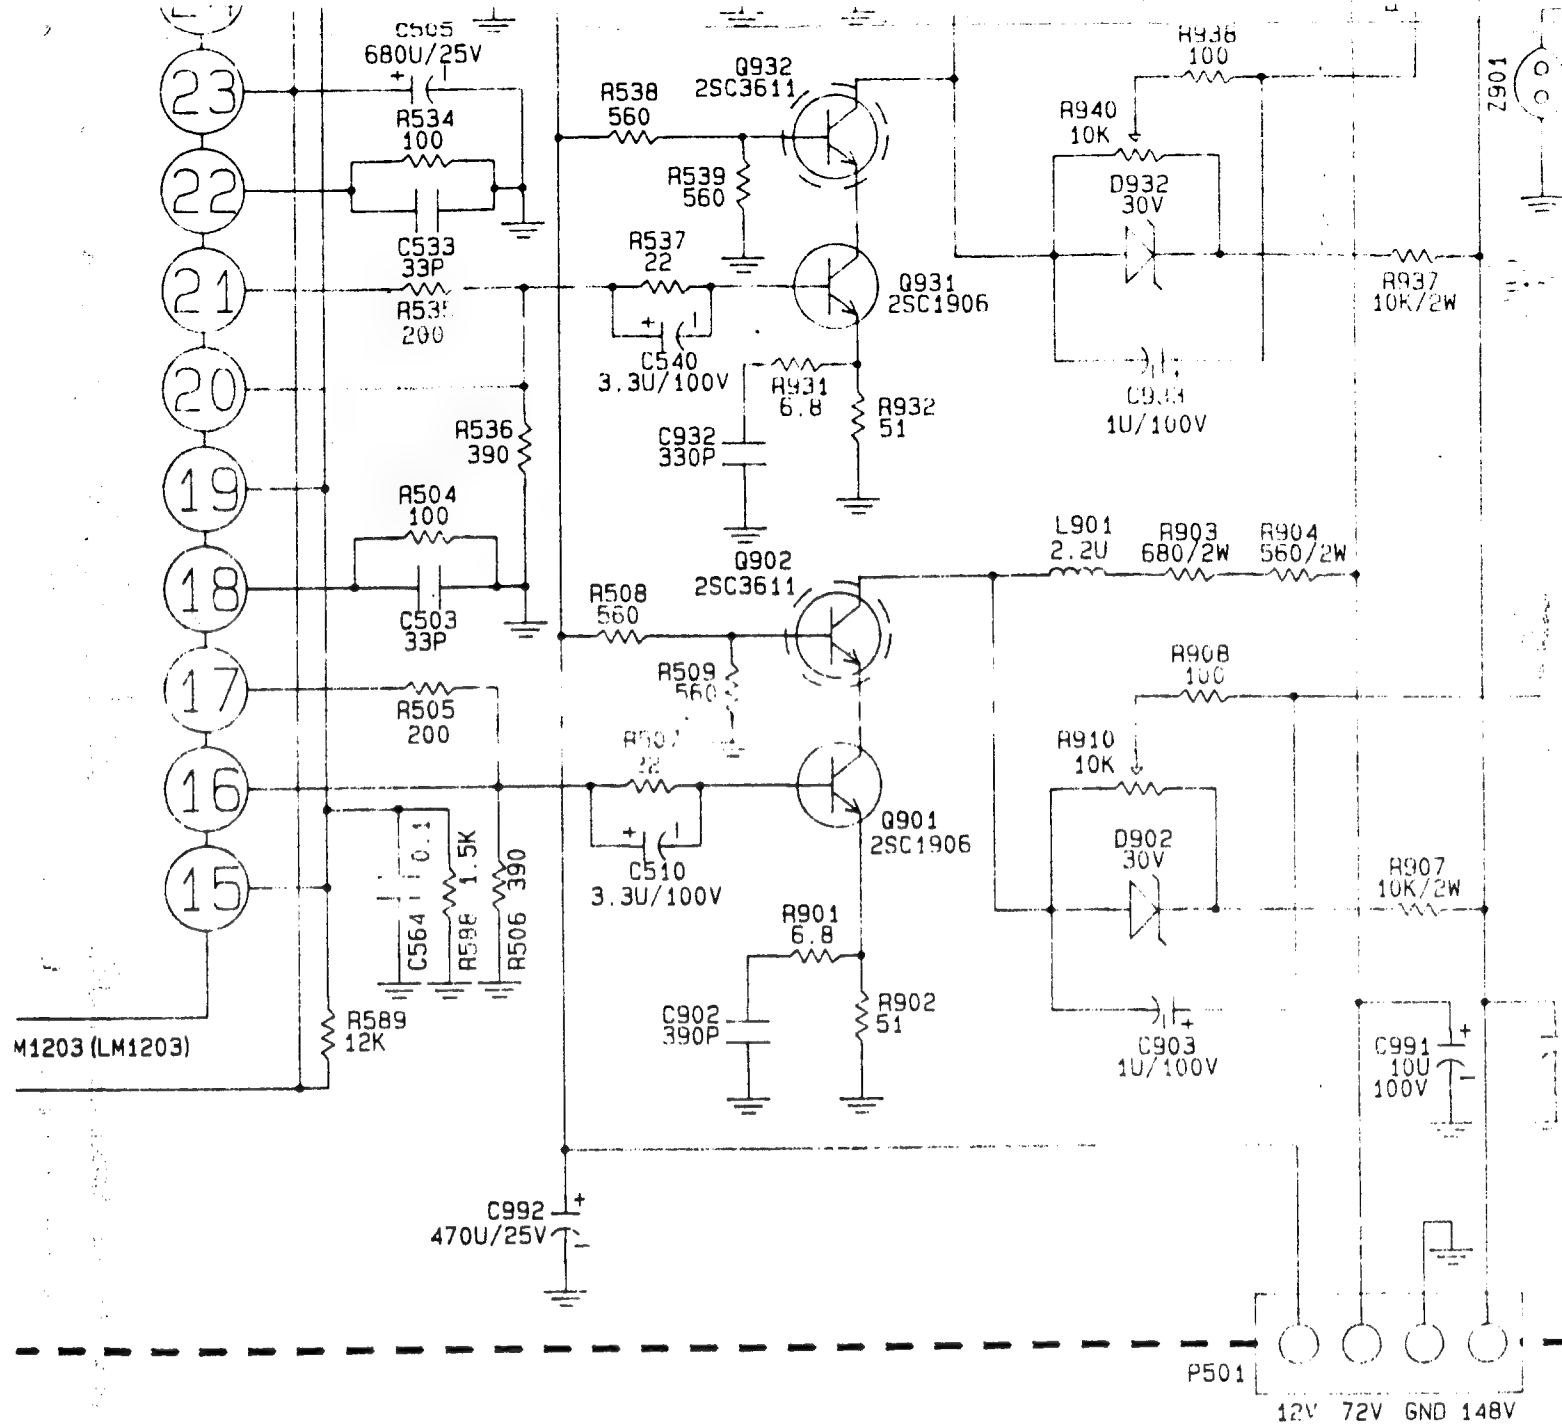 C505
680U/25V
23
R534
100
22
C533
33P
21
200
20
R536
390
19
R504
100
18
C503
33P
17
R505
200
16
15
C564
0.1
R598
1.5K
R506
390
R589
12K
M1203 (LM1203)
Q932
2SC3611
R538
560
R539
560
R537
22
Q931
2SC1906
C540
3.3U/100V
R931
6.8
R932
51
C932
330P
Q902
2SC3611
R508
560
R509
560
R507
22
Q901
2SC1906
C510
3.3U/100V
R901
6.8
C902
390P
R902
51
C992
470U/25V
R938
100
R940
10K
D932
30V
R937
10K/2W
C933
1U/100V
Z901
L901
2.2U
R903
680/2W
R904
560/2W
R908
100
R910
10K
D902
30V
R907
10K/2W
C903
1U/100V
C991
10U
100V
P501
12V 72V GND 148V